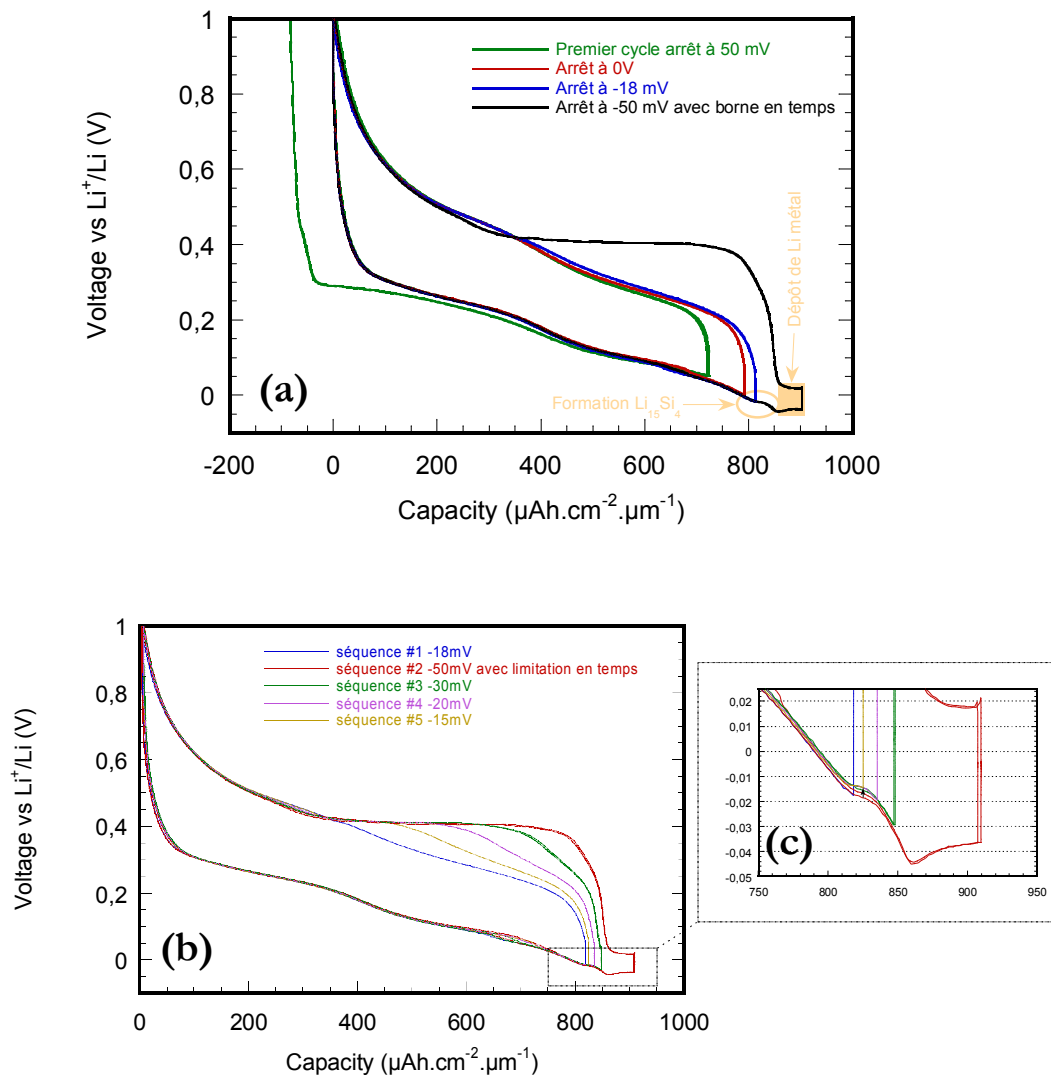 1
0,8
0,6
0,4
0,2
0
-200
0
200
400
600
800
1000
Voltage vs Li⁺/Li (V)
Capacity (µAh.cm⁻².µm⁻¹)
Premier cycle arrêt à 50 mV
Arrêt à 0V
Arrêt à -18 mV
Arrêt à -50 mV avec borne en temps
Dépôt de Li métal
Formation Li₁₅Si₄
(a)
1
0,8
0,6
0,4
0,2
0
0
200
400
600
800
1000
Voltage vs Li⁺/Li (V)
Capacity (µAh.cm⁻².µm⁻¹)
séquence #1 -18mV
séquence #2 -50mV avec limitation en temps
séquence #3 -30mV
séquence #4 -20mV
séquence #5 -15mV
(b)
0,02
0,01
0
-0,01
-0,02
-0,03
-0,04
-0,05
750
800
850
900
950
(c)